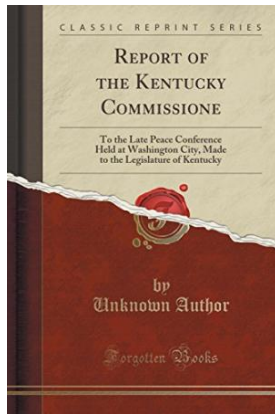 CLASSIC REPRINT SERIES
REPORT OF
THE KENTUCKY
COMMISSIONE
To the Late Peace Conference
Held at Washington City, Made
to the Legislature of Kentucky
by
Unknown Author
Forgotten Books